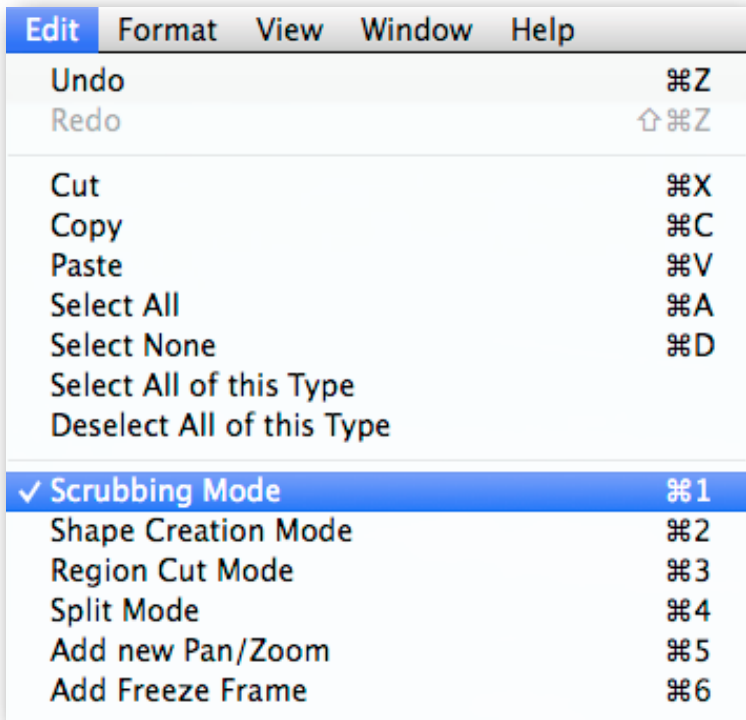 Edit Format View Window Help
Undo ⌘Z
Redo ⇧⌘Z
Cut ⌘X
Copy ⌘C
Paste ⌘V
Select All ⌘A
Select None ⌘D
Select All of this Type
Deselect All of this Type
✓ Scrubbing Mode ⌘1
Shape Creation Mode ⌘2
Region Cut Mode ⌘3
Split Mode ⌘4
Add new Pan/Zoom ⌘5
Add Freeze Frame ⌘6